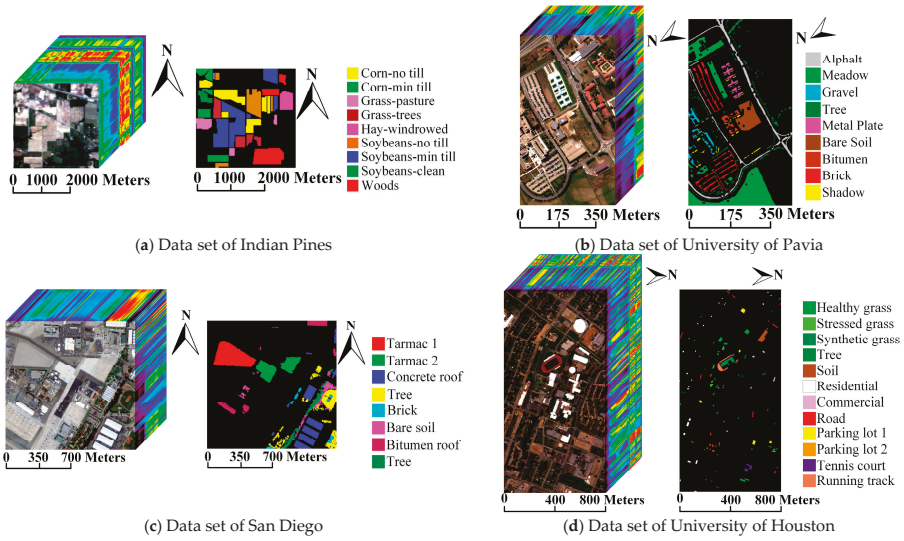 N
N
Corn-no till
Corn-min till
Grass-pasture
Grass-trees
Hay-windrowed
Soybeans-no till
Soybeans-min till
Soybeans-clean
Woods
0 1000 2000 Meters
0 1000 2000
(a) Data set of Indian Pines
N
N
Alphalt
Meadow
Gravel
Tree
Metal Plate
Bare Soil
Bitumen
Brick
Shadow
0 175 350 Meters
0 175 350 Meters
(b) Data set of University of Pavia
N
N
Tarmac 1
Tarmac 2
Concrete roof
Tree
Brick
Bare soil
Bitumen roof
Tree
0 350 700 Meters
0 350 700 Meters
(c) Data set of San Diego
N
N
Healthy grass
Stressed grass
Synthetic grass
Tree
Soil
Residential
Commercial
Road
Parking lot 1
Parking lot 2
Tennis court
Running track
0 400 800
Meters
0 400 800
Meters
(d) Data set of University of Houston